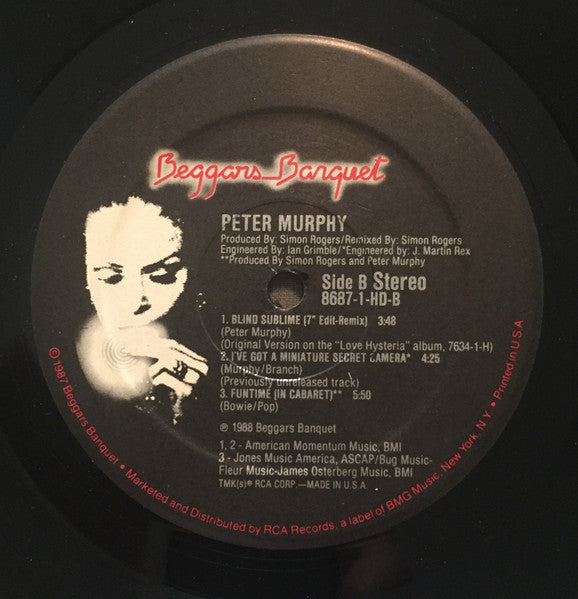 Beggars Banquet
PETER MURPHY
Produced By: Simon Rogers/Remixed By: Simon Rogers
Engineered By: Ian Grimble/*Engineered by: J. Martin Rex
**Produced By Simon Rogers and Peter Murphy
Side B Stereo
8687-1-HD-B
1. BLIND SUBLIME (7" Edit-Remix) 3:48
(Peter Murphy)
(Original Version on the "Love Hysteria" album, 7634-1-H)
2. I'VE GOT A MINIATURE SECRET CAMERA* 4:25
(Murphy/Branch)
(Previously unreleased track)
3. FUNTIME (IN CABARET)** 5:50
(Bowie/Pop)
℗ 1988 Beggars Banquet
1, 2 - American Momentum Music, BMI
3 - Jones Music America, ASCAP/Bug Music-
Fleur Music-James Osterberg Music, BMI
TMK(s)® RCA CORP.—MADE IN U.S.A.
©1987 Beggars Banquet • Marketed and Distributed by RCA Records, a label of BMG Music, New York, N.Y. • Printed in U.S.A